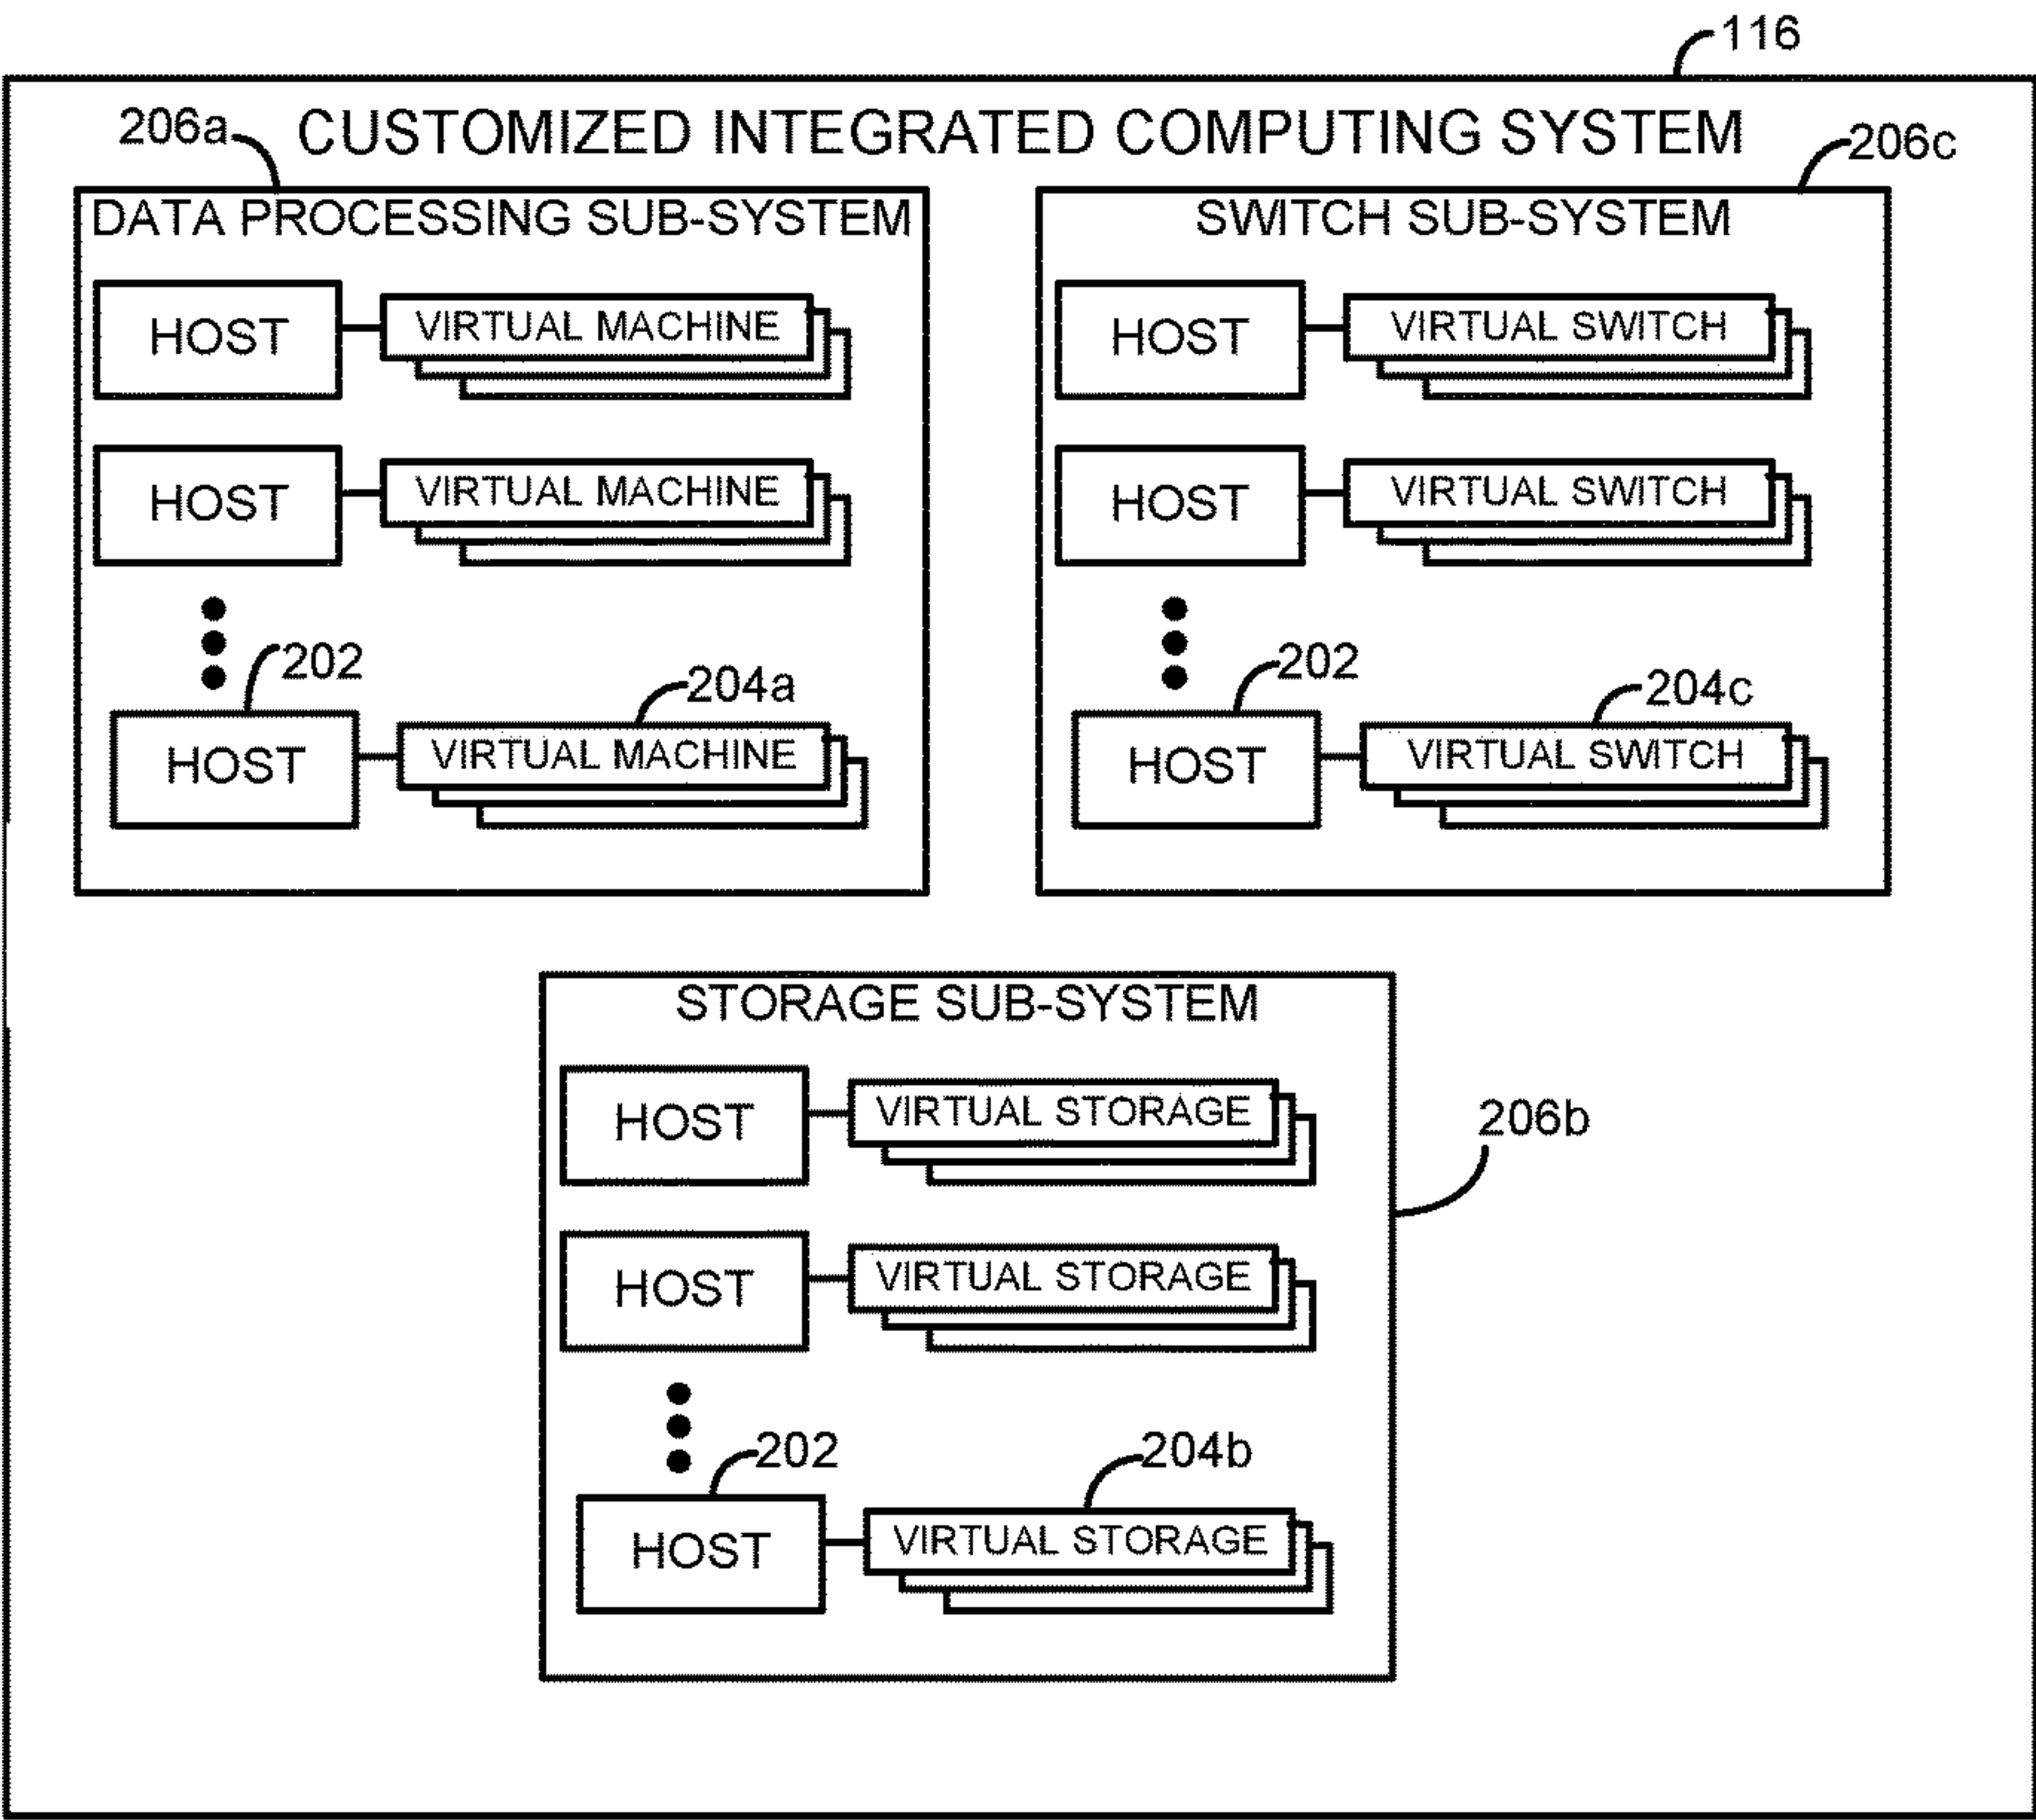 116
CUSTOMIZED INTEGRATED COMPUTING SYSTEM
206a
206c
DATA PROCESSING SUB-SYSTEM
HOST
VIRTUAL MACHINE
HOST
VIRTUAL MACHINE
202
204a
HOST
VIRTUAL MACHINE
SWITCH SUB-SYSTEM
HOST
VIRTUAL SWITCH
HOST
VIRTUAL SWITCH
202
204c
HOST
VIRTUAL SWITCH
STORAGE SUB-SYSTEM
HOST
VIRTUAL STORAGE
206b
HOST
VIRTUAL STORAGE
202
204b
HOST
VIRTUAL STORAGE